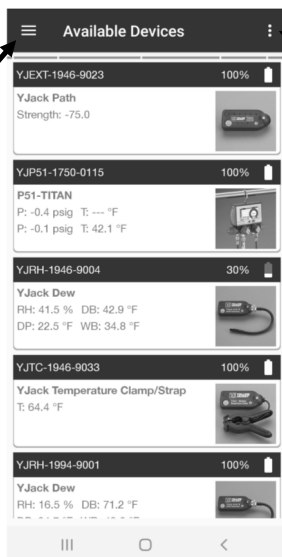 Available Devices
YJEXT-1946-9023 100%
YJack Path
Strength: -75.0
YJP51-1750-0115 100%
P51-TITAN
P: -0.4 psig T: --- °F
P: -0.1 psig T: 42.1 °F
YJRH-1946-9004 30%
YJack Dew
RH: 41.5 % DB: 42.9 °F
DP: 22.5 °F WB: 34.8 °F
YJTC-1946-9033 100%
YJack Temperature Clamp/Strap
T: 64.4 °F
YJRH-1994-9001 100%
YJack Dew
RH: 16.5 % DB: 71.2 °F